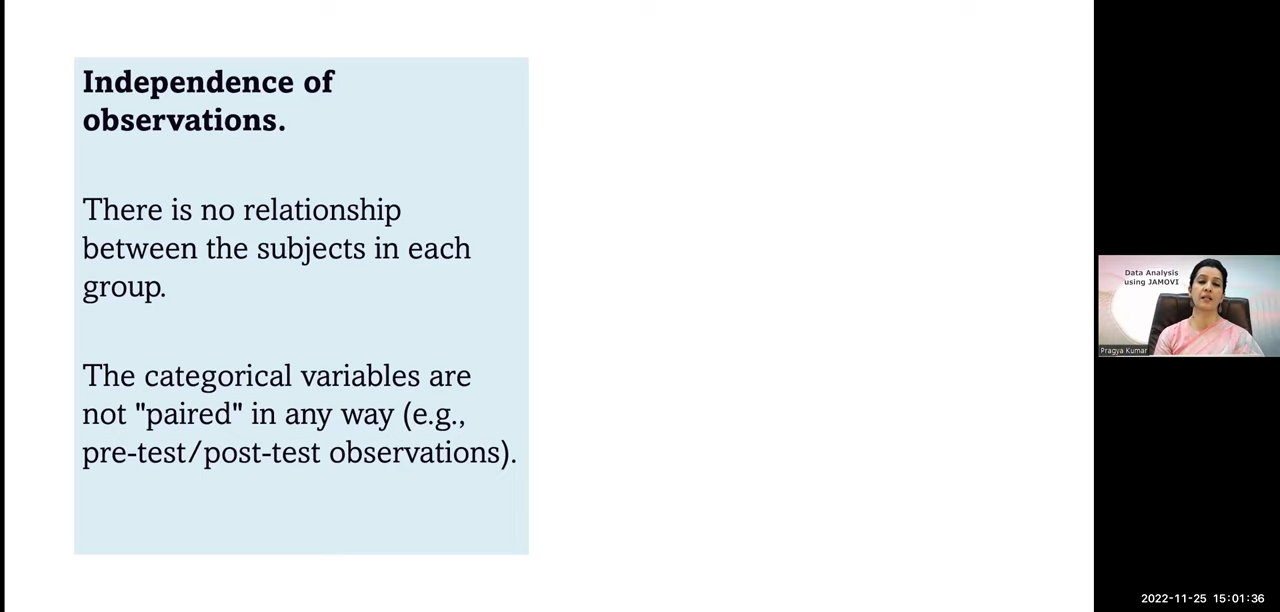 Independence of
observations.
There is no relationship
between the subjects in each
group.
The categorical variables are
not "paired" in any way (e.g.,
pre-test/post-test observations).
Data Analysis
using JAMOVI
Pragya Kumar
2022-11-25 15:01:36